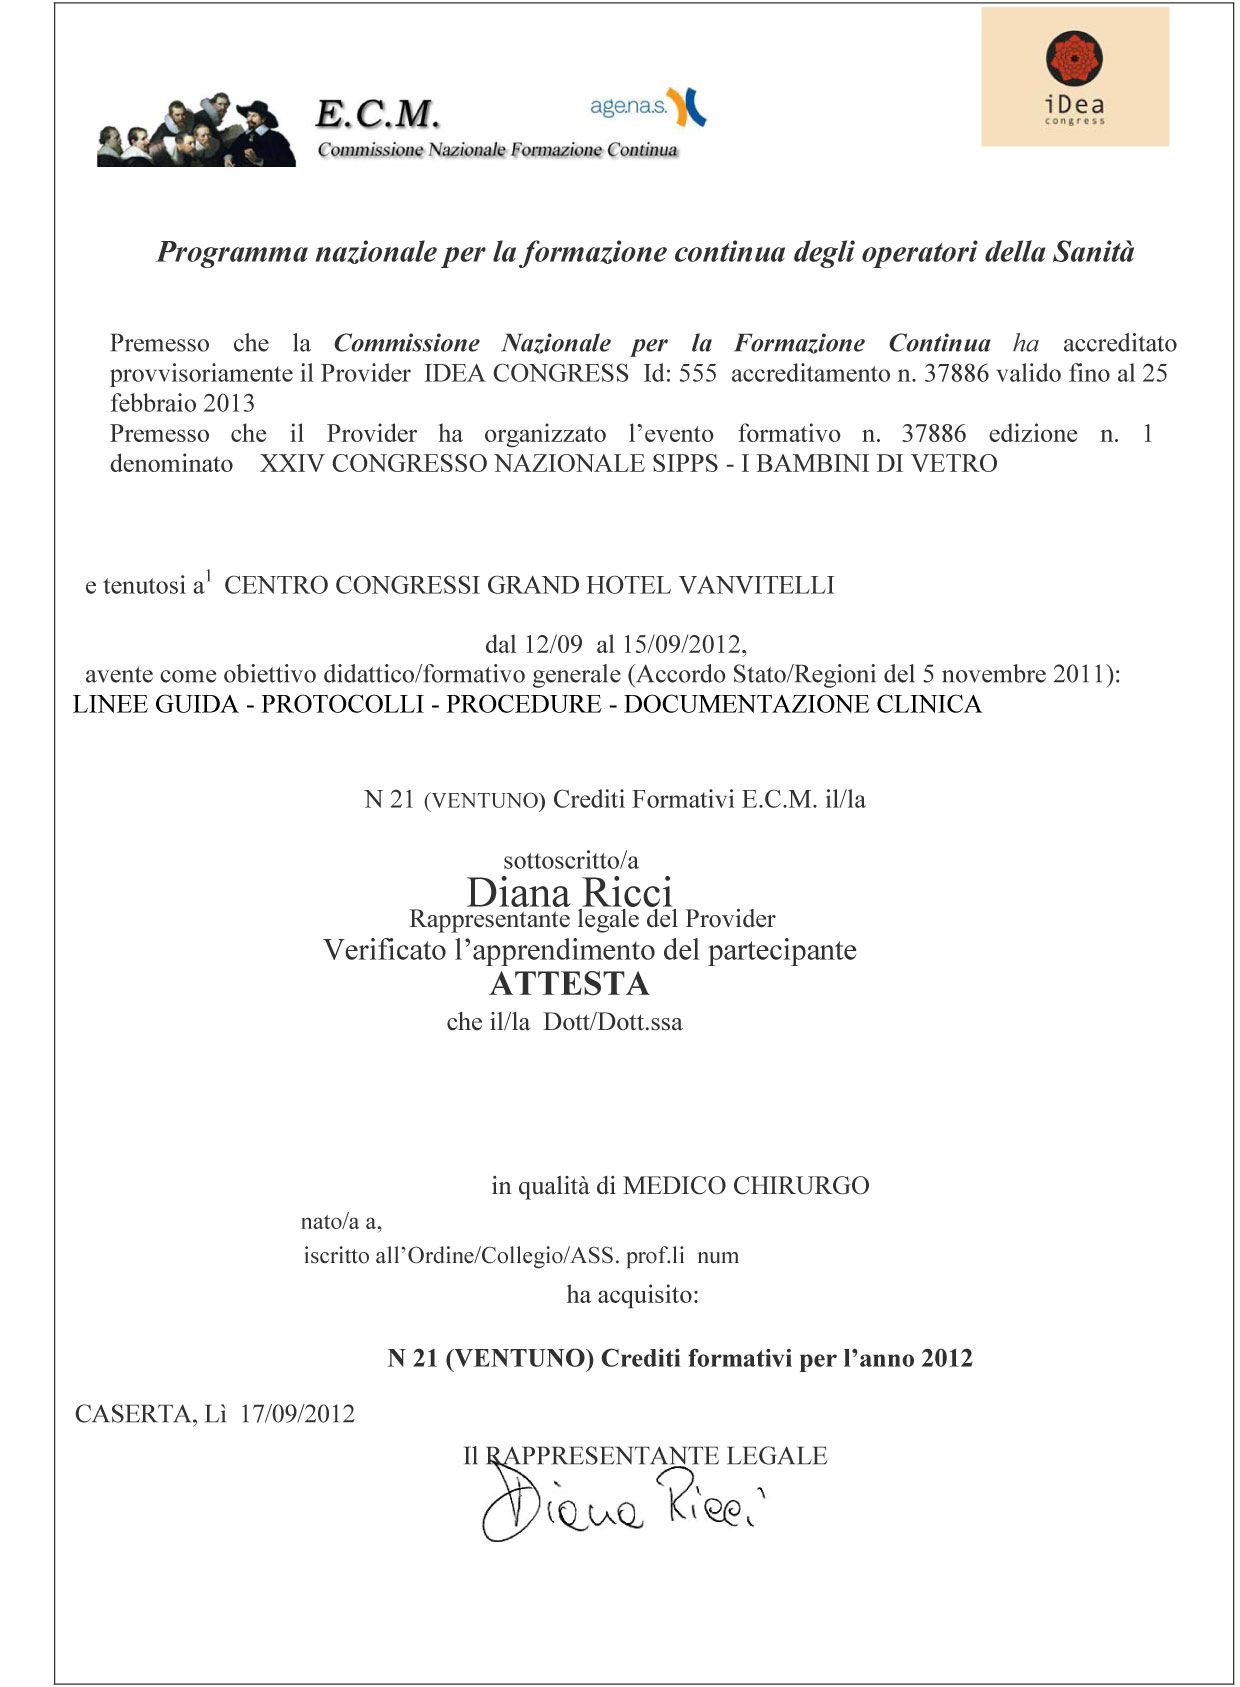 E.C.M.
Commissione Nazionale Formazione Continua
agenas.
iDea
congress
Programma nazionale per la formazione continua degli operatori della Sanità
Premesso che la Commissione Nazionale per la Formazione Continua ha accreditato
provvisoriamente il Provider IDEA CONGRESS Id: 555 accreditamento n. 37886 valido fino al 25
febbraio 2013
Premesso che il Provider ha organizzato l’evento formativo n. 37886 edizione n. 1
denominato XXIV CONGRESSO NAZIONALE SIPPS - I BAMBINI DI VETRO
e tenutosi a¹ CENTRO CONGRESSI GRAND HOTEL VANVITELLI
dal 12/09 al 15/09/2012,
avente come obiettivo didattico/formativo generale (Accordo Stato/Regioni del 5 novembre 2011):
LINEE GUIDA - PROTOCOLLI - PROCEDURE - DOCUMENTAZIONE CLINICA
N 21 (VENTUNO) Crediti Formativi E.C.M. il/la
sottoscritto/a
Diana Ricci
Rappresentante legale del Provider
Verificato l’apprendimento del partecipante
ATTESTA
che il/la Dott/Dott.ssa
in qualità di MEDICO CHIRURGO
nato/a a,
iscritto all’Ordine/Collegio/ASS. prof.li num
ha acquisito:
N 21 (VENTUNO) Crediti formativi per l’anno 2012
CASERTA, Lì 17/09/2012
Il RAPPRESENTANTE LEGALE
Diana Ricci